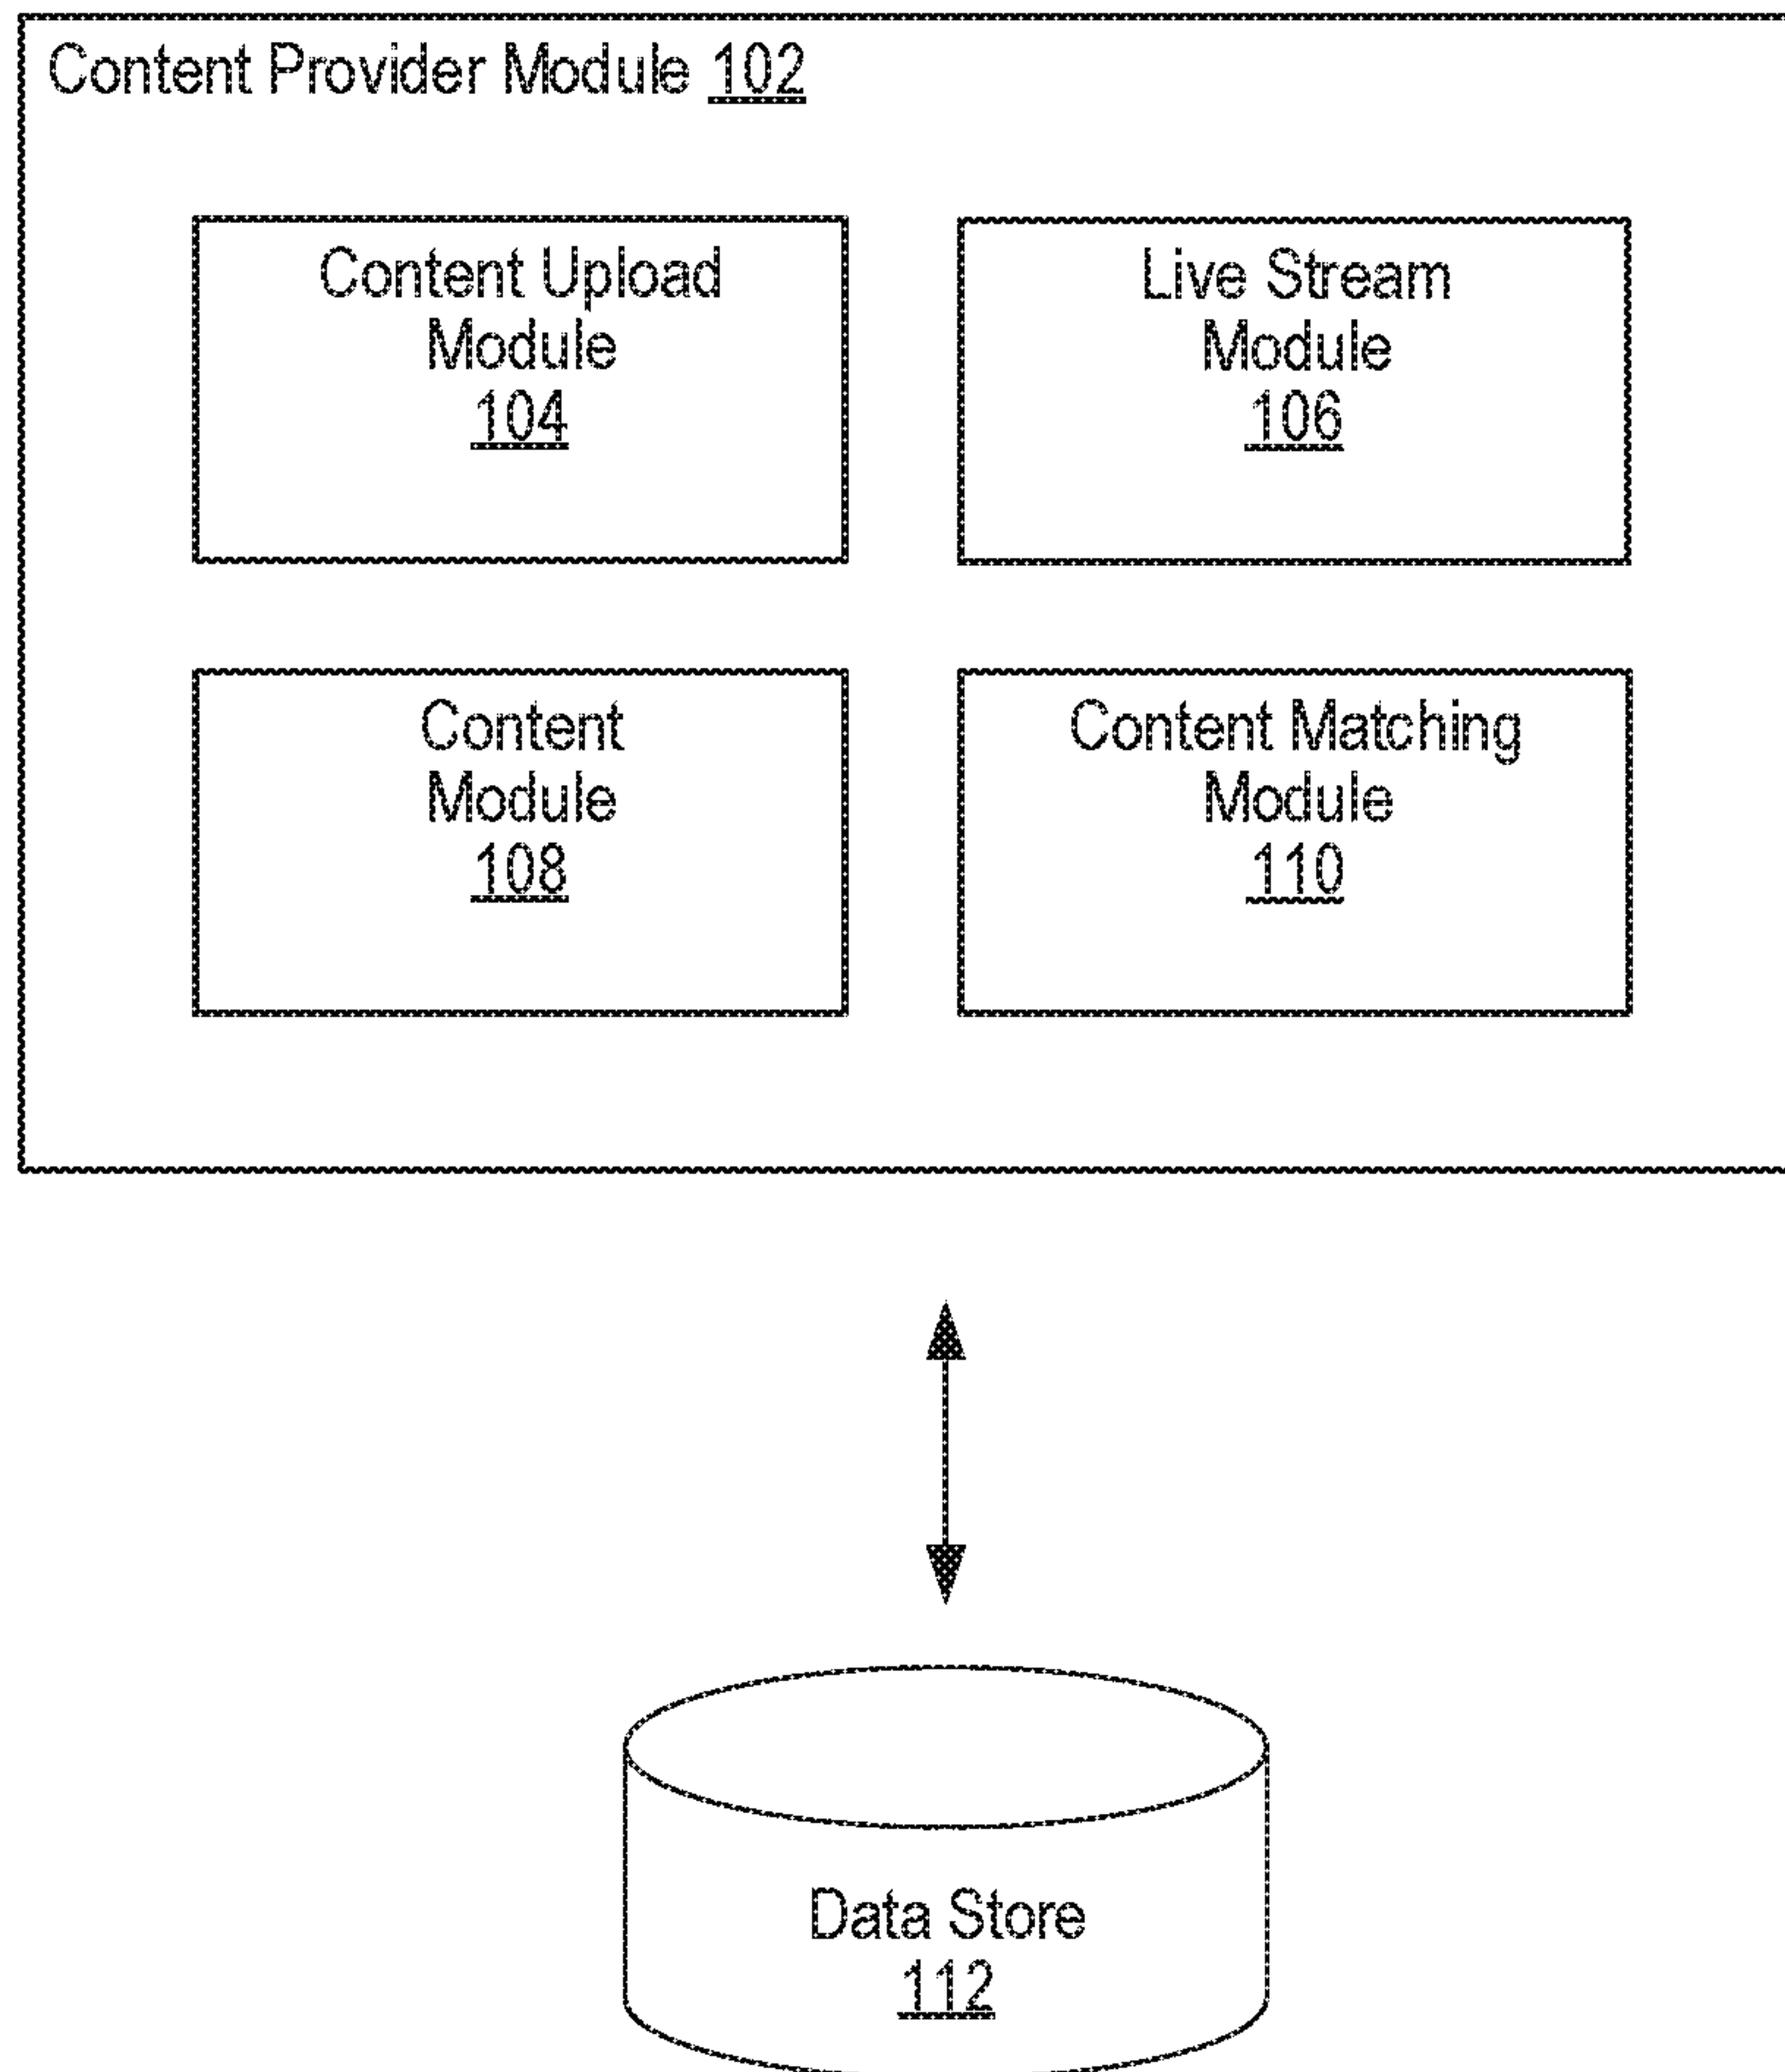 Content Provider Module 102
Content Upload
Module
104
Live Stream
Module
106
Content
Module
108
Content Matching
Module
110
Data Store
112